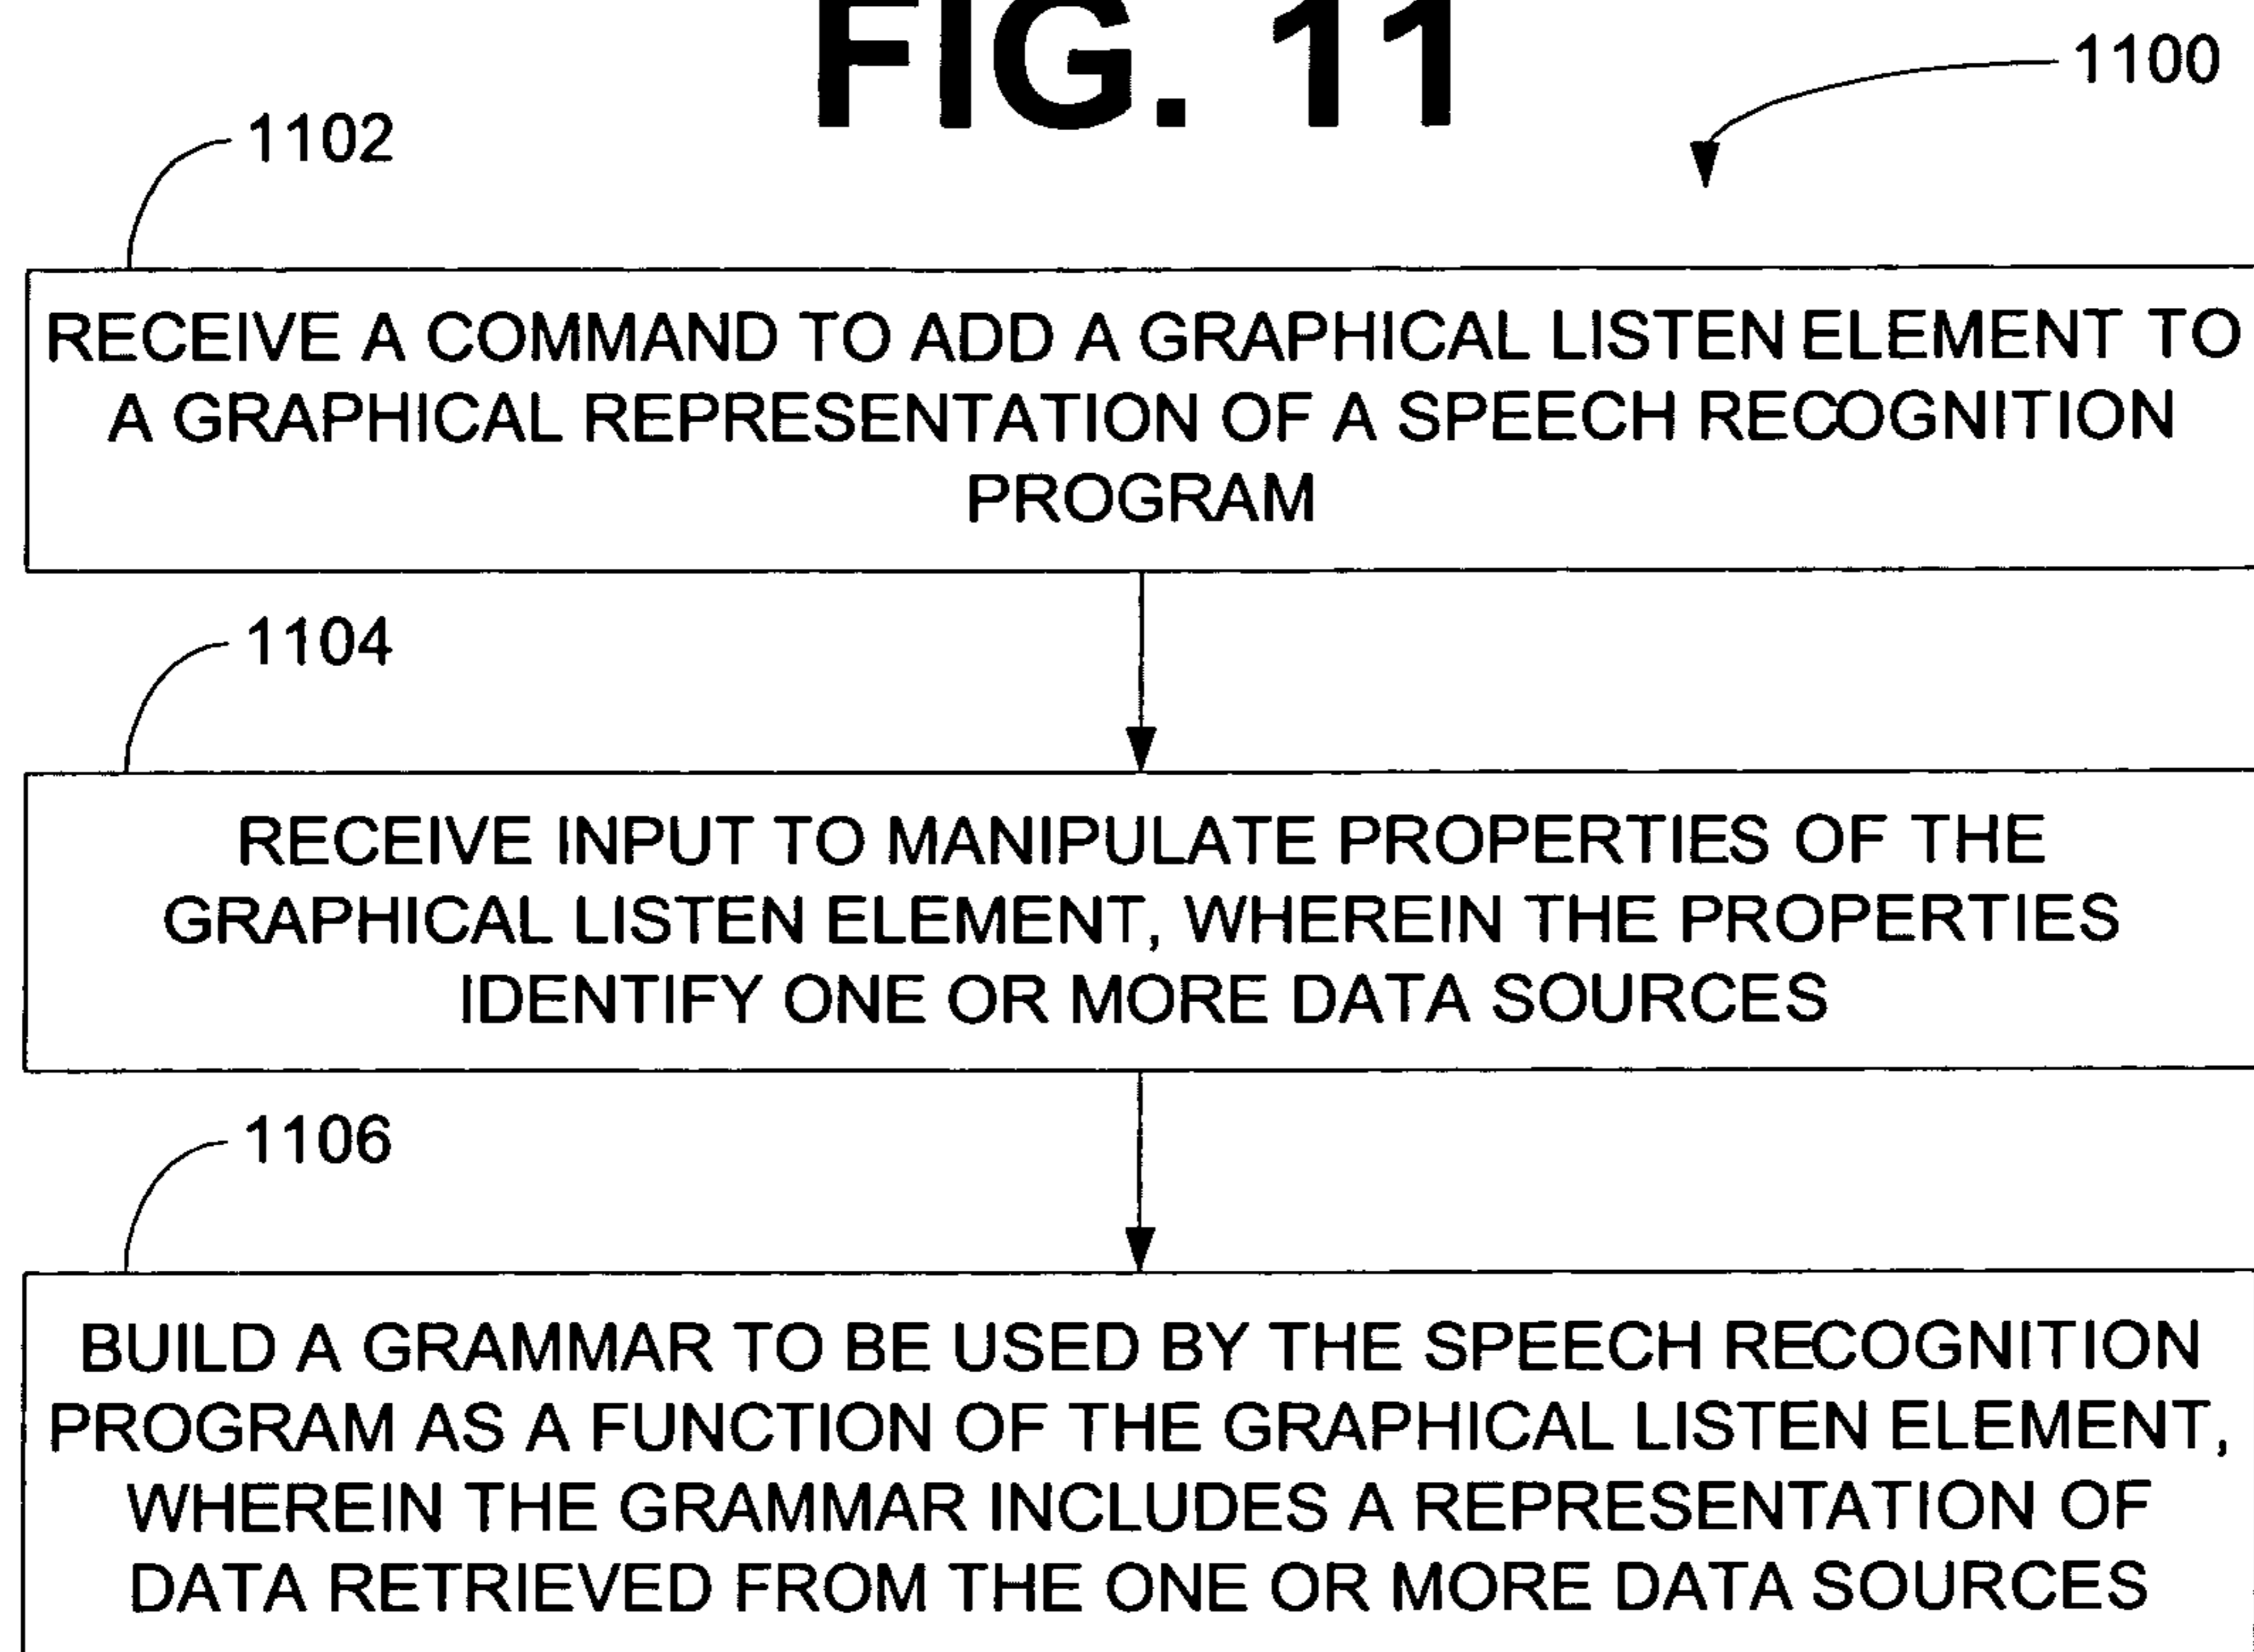 FIG. 11
1100
1102
RECEIVE A COMMAND TO ADD A GRAPHICAL LISTEN ELEMENT TO
A GRAPHICAL REPRESENTATION OF A SPEECH RECOGNITION
PROGRAM
1104
RECEIVE INPUT TO MANIPULATE PROPERTIES OF THE
GRAPHICAL LISTEN ELEMENT, WHEREIN THE PROPERTIES
IDENTIFY ONE OR MORE DATA SOURCES
1106
BUILD A GRAMMAR TO BE USED BY THE SPEECH RECOGNITION
PROGRAM AS A FUNCTION OF THE GRAPHICAL LISTEN ELEMENT,
WHEREIN THE GRAMMAR INCLUDES A REPRESENTATION OF
DATA RETRIEVED FROM THE ONE OR MORE DATA SOURCES